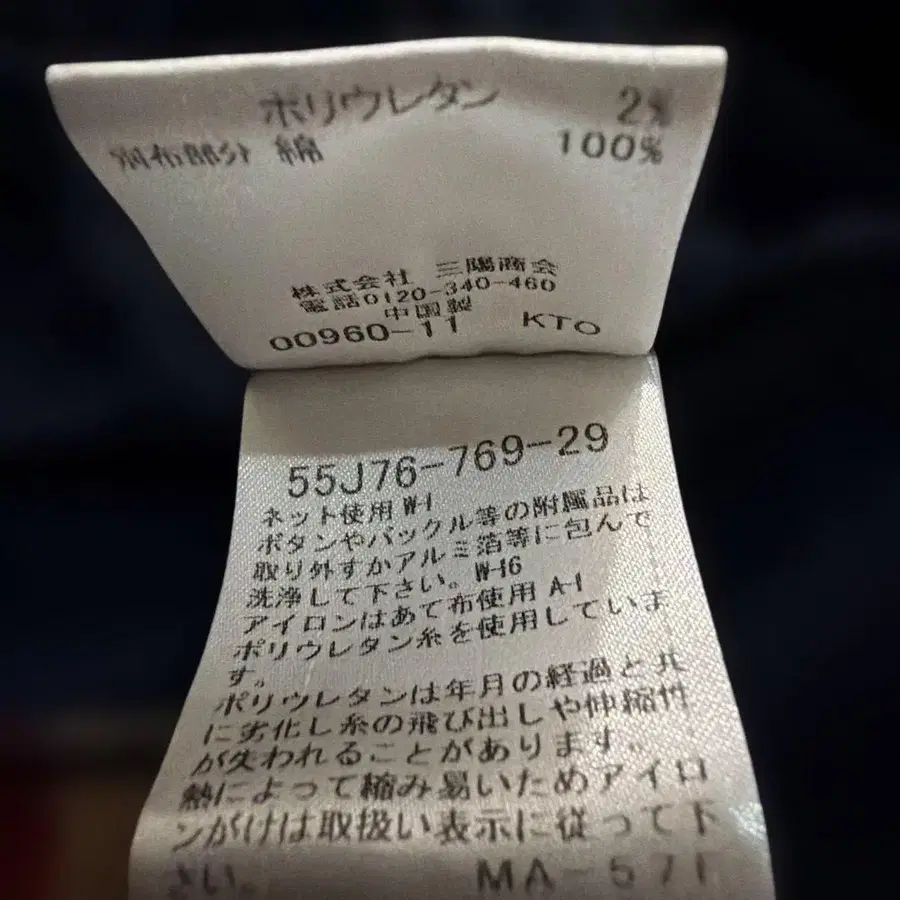 ポリウレタン 2%
別布部分 綿 100%
株式会社 三陽商会
電話0120-340-460
中国製
00960-11 KTO
55J76-769-29
ネット使用 W-1
ボタンやバックル等の附属品は
取り外すかアルミ箔等に包んで
洗浄して下さい。 W-16
アイロンはあて布使用 A-1
ポリウレタン糸を使用していま
す。
ポリウレタンは年月の経過と共
に劣化し糸の飛び出しや伸縮性
が失われることがあります。
熱によって縮み易いためアイロ
ンがけは取扱い表示に従って下
さい。 MA-571